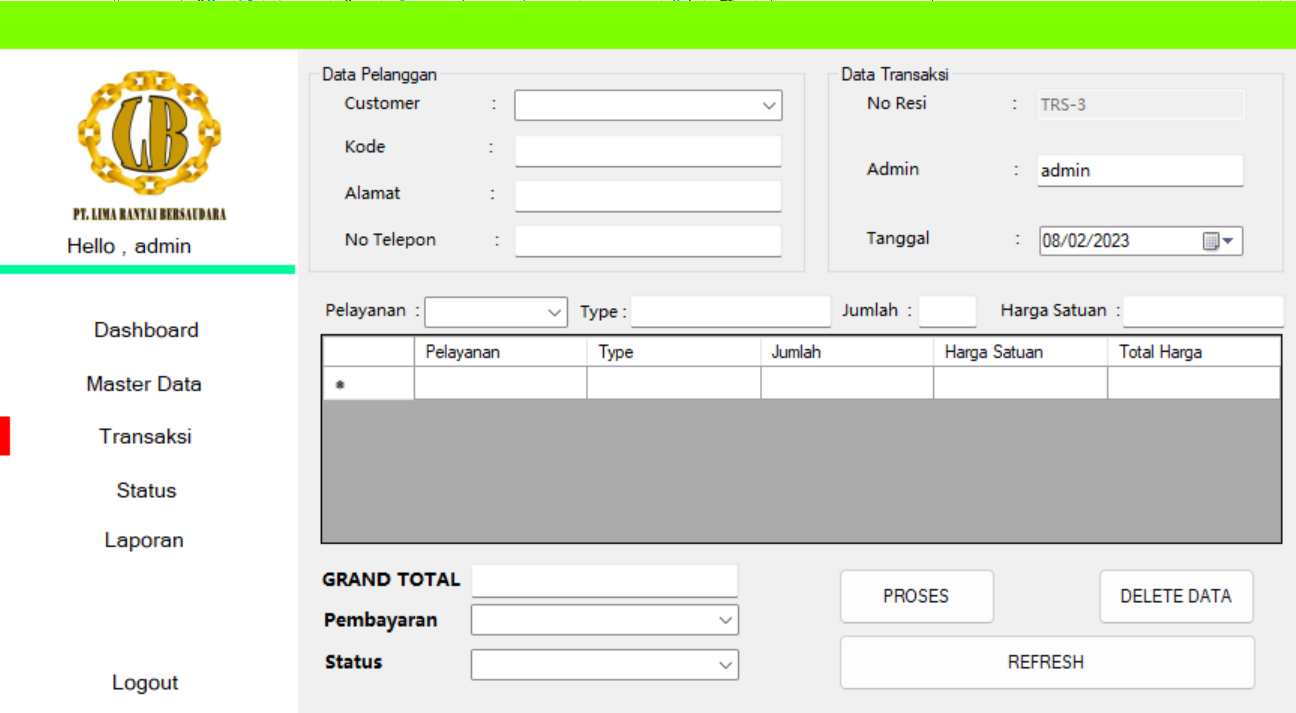 LB
PT. LIMA RANTAI BERSAUDARA
Hello , admin
Dashboard
Master Data
Transaksi
Status
Laporan
Logout
Data Pelanggan
Customer :
Kode :
Alamat :
No Telepon :
Data Transaksi
No Resi : TRS-3
Admin : admin
Tanggal : 08/02/2023
Pelayanan : Type : Jumlah : Harga Satuan :
Pelayanan Type Jumlah Harga Satuan Total Harga
GRAND TOTAL
Pembayaran
Status
PROSES DELETE DATA
REFRESH